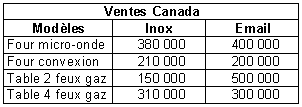 Ventes Canada
Modèles Inox Email
Four micro-onde 380 000 400 000
Four convexion 210 000 200 000
Table 2 feux gaz 150 000 500 000
Table 4 feux gaz 310 000 300 000